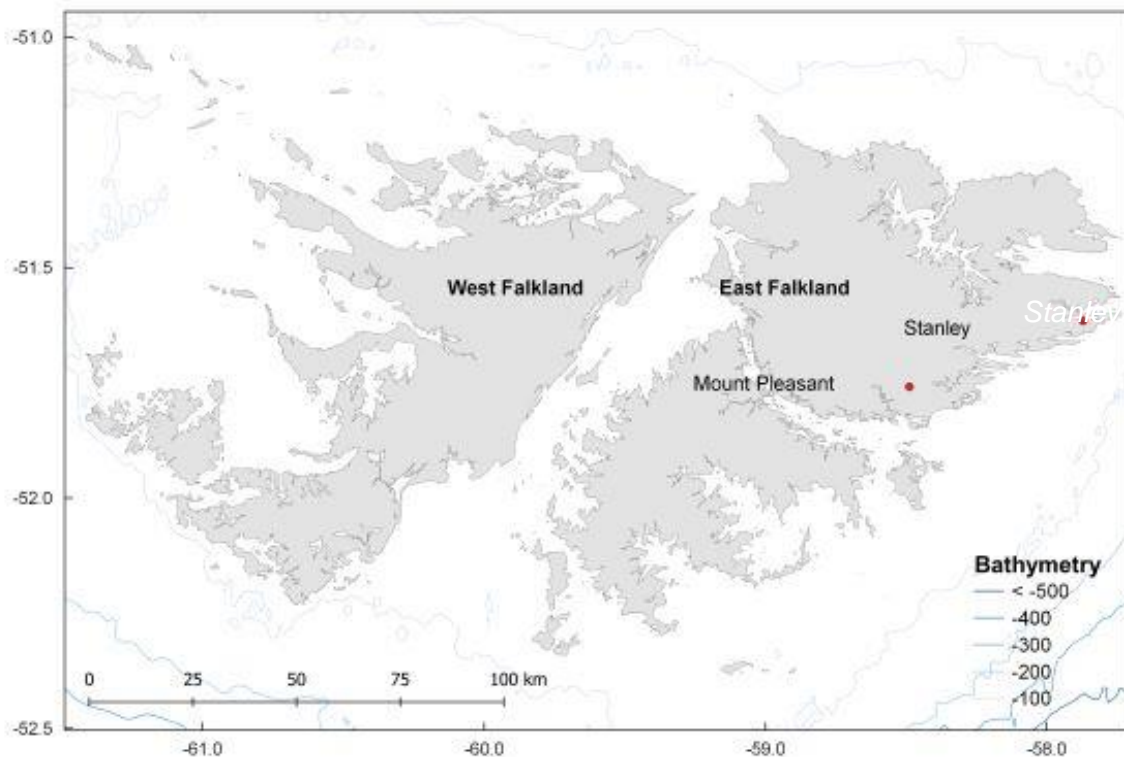 -51.0
-51.5
West Falkland
East Falkland
Stanley
Stanley
Mount Pleasant
-52.0
Bathymetry
< -500
-400
-300
-200
-100
0 25 50 75 100 km
-52.5
-61.0 -60.0 -59.0 -58.0